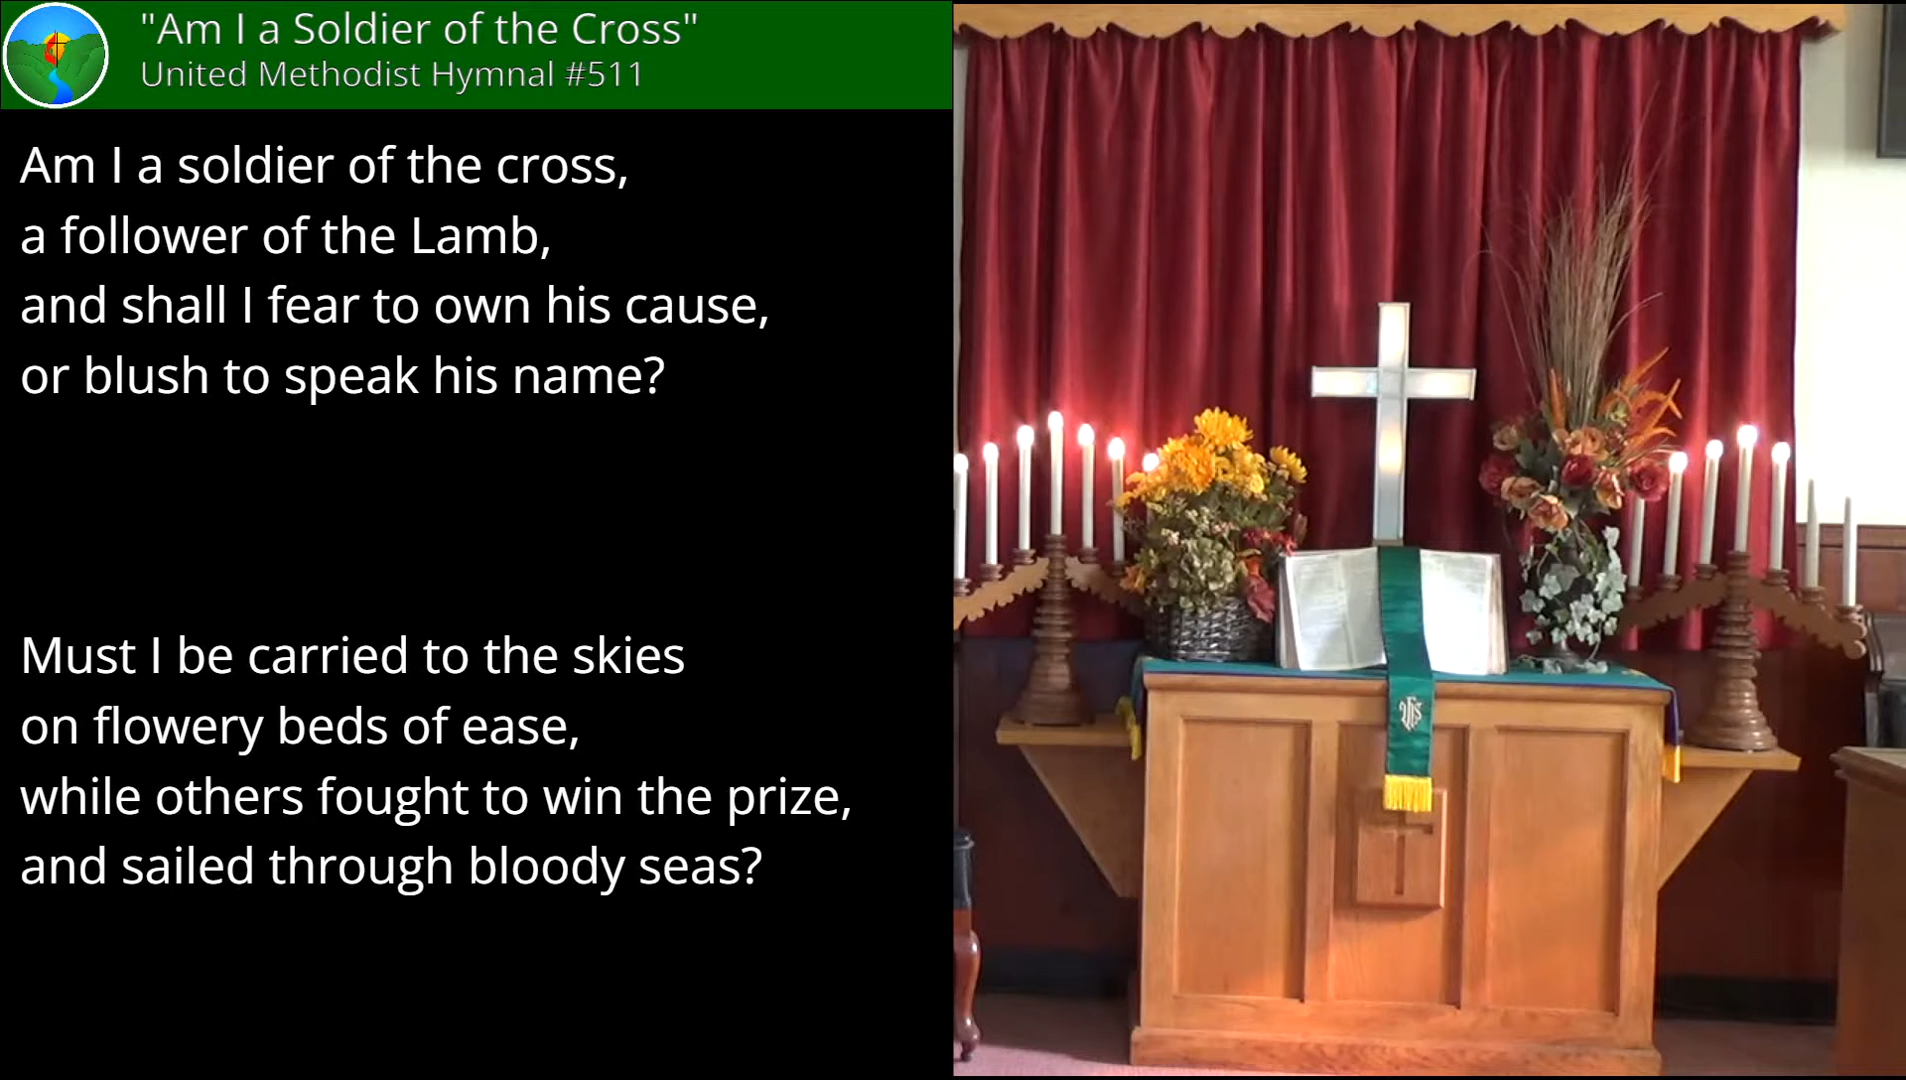 "Am I a Soldier of the Cross"
United Methodist Hymnal #511
Am I a soldier of the cross,
a follower of the Lamb,
and shall I fear to own his cause,
or blush to speak his name?
Must I be carried to the skies
on flowery beds of ease,
while others fought to win the prize,
and sailed through bloody seas?